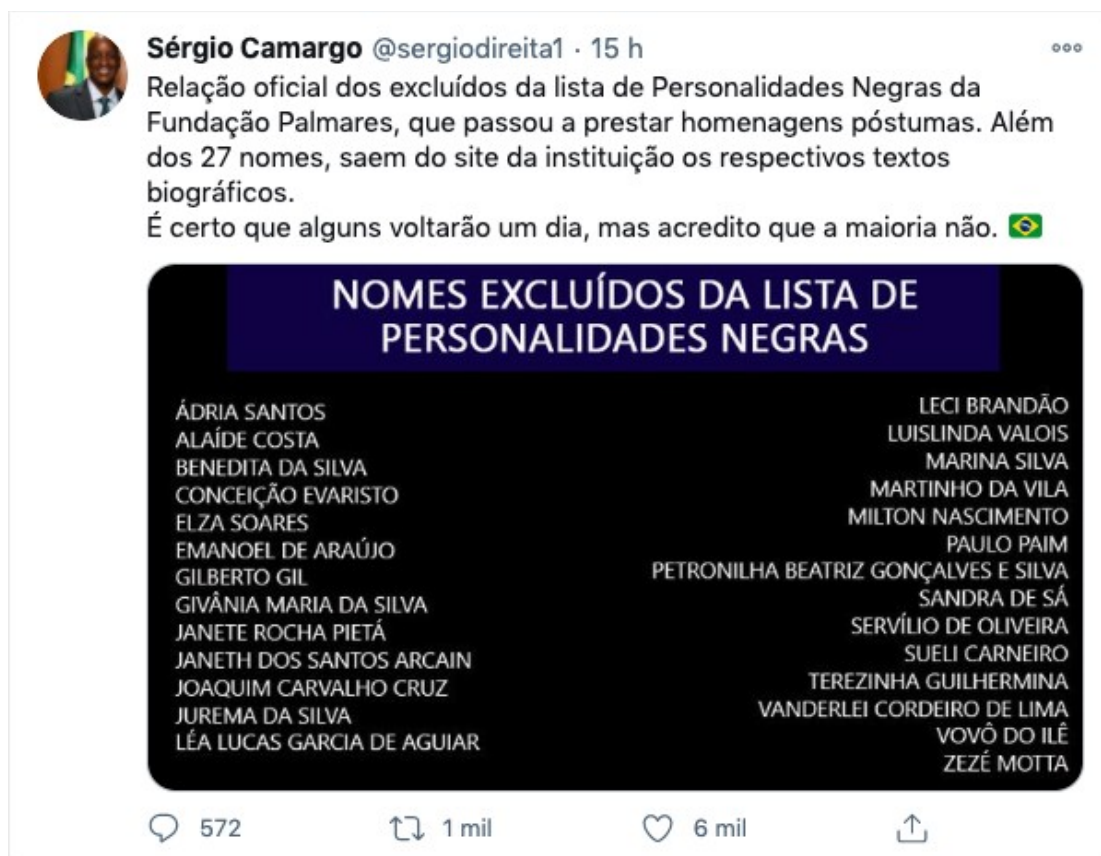 Sérgio Camargo @sergiodireita1 · 15 h
Relação oficial dos excluídos da lista de Personalidades Negras da
Fundação Palmares, que passou a prestar homenagens póstumas. Além
dos 27 nomes, saem do site da instituição os respectivos textos
biográficos.
É certo que alguns voltarão um dia, mas acredito que a maioria não. 🇧🇷
NOMES EXCLUÍDOS DA LISTA DE
PERSONALIDADES NEGRAS
ÁDRIA SANTOS
ALAÍDE COSTA
BENEDITA DA SILVA
CONCEIÇÃO EVARISTO
ELZA SOARES
EMANOEL DE ARAÚJO
GILBERTO GIL
GIVÂNIA MARIA DA SILVA
JANETE ROCHA PIETÁ
JANETH DOS SANTOS ARCAIN
JOAQUIM CARVALHO CRUZ
JUREMA DA SILVA
LÉA LUCAS GARCIA DE AGUIAR
LECI BRANDÃO
LUISLINDA VALOIS
MARINA SILVA
MARTINHO DA VILA
MILTON NASCIMENTO
PAULO PAIM
PETRONILHA BEATRIZ GONÇALVES E SILVA
SANDRA DE SÁ
SERVÍLIO DE OLIVEIRA
SUELI CARNEIRO
TEREZINHA GUILHERMINA
VANDERLEI CORDEIRO DE LIMA
VOVÔ DO ILÊ
ZEZÉ MOTTA
572 1 mil 6 mil